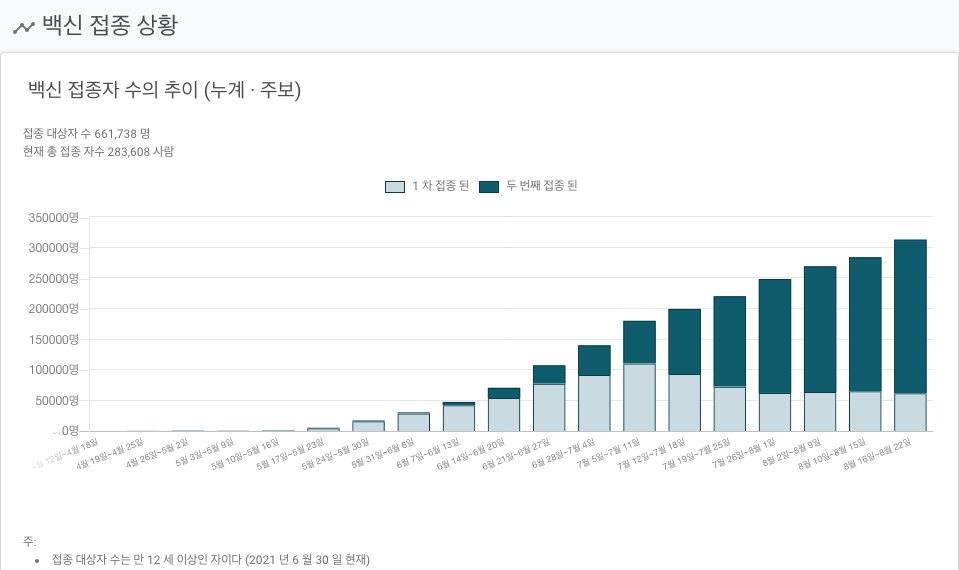 백신 접종 상황
백신 접종자 수의 추이 (누계 · 주보)
접종 대상자 수 661,738 명
현재 총 접종 자수 283,608 사람
1 차 접종 된
두 번째 접종 된
350000명
300000명
250000명
200000명
150000명
100000명
50000명
0명
12일~4월 18일
4월 19일~4월 25일
4월 26일~5월 2일
5월 3일~5월 9일
5월 10일~5월 16일
5월 17일~5월 23일
5월 24일~5월 30일
5월 31일~6월 6일
6월 7일~6월 13일
6월 14일~6월 20일
6월 21일~6월 27일
6월 28일~7월 4일
7월 5일~7월 11일
7월 12일~7월 18일
7월 19일~7월 25일
7월 26일~8월 1일
8월 2일~8월 9일
8월 10일~8월 15일
8월 16일~8월 22일
주:
• 접종 대상자 수는 만 12 세 이상인 자이다 (2021 년 6 월 30 일 현재)